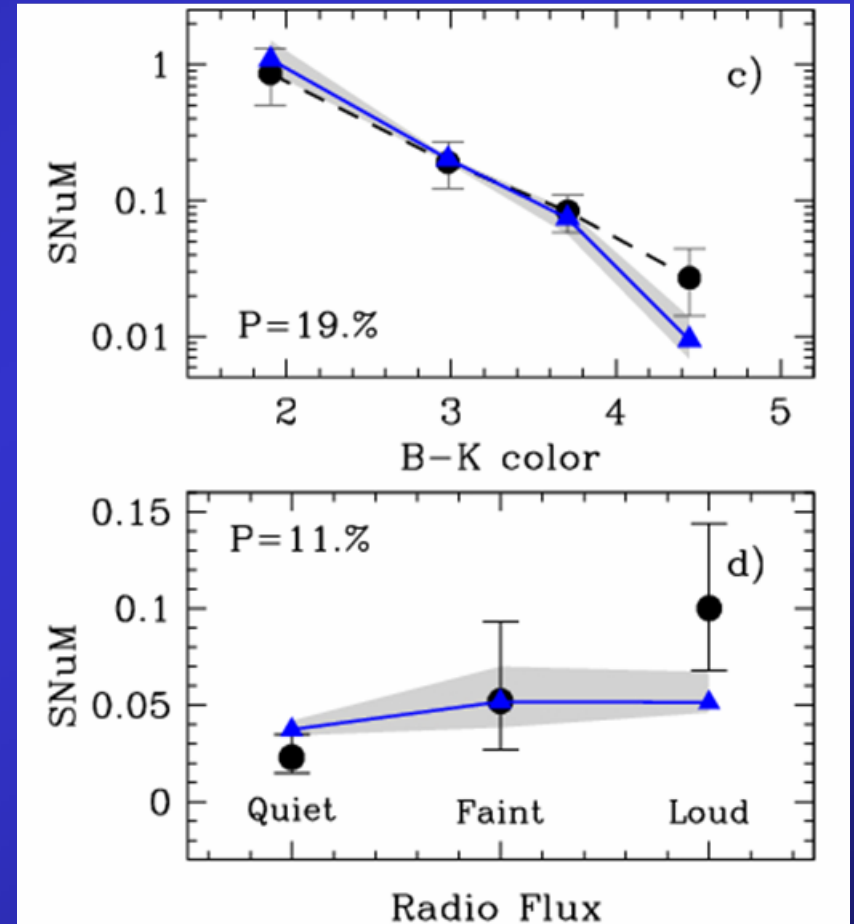 c)
1
0.1
0.01
SNuM
P=19.%
2 3 4 5
B-K color
0.15
0.1
0.05
0
SNuM
P=11.%
d)
Quiet Faint Loud
Radio Flux